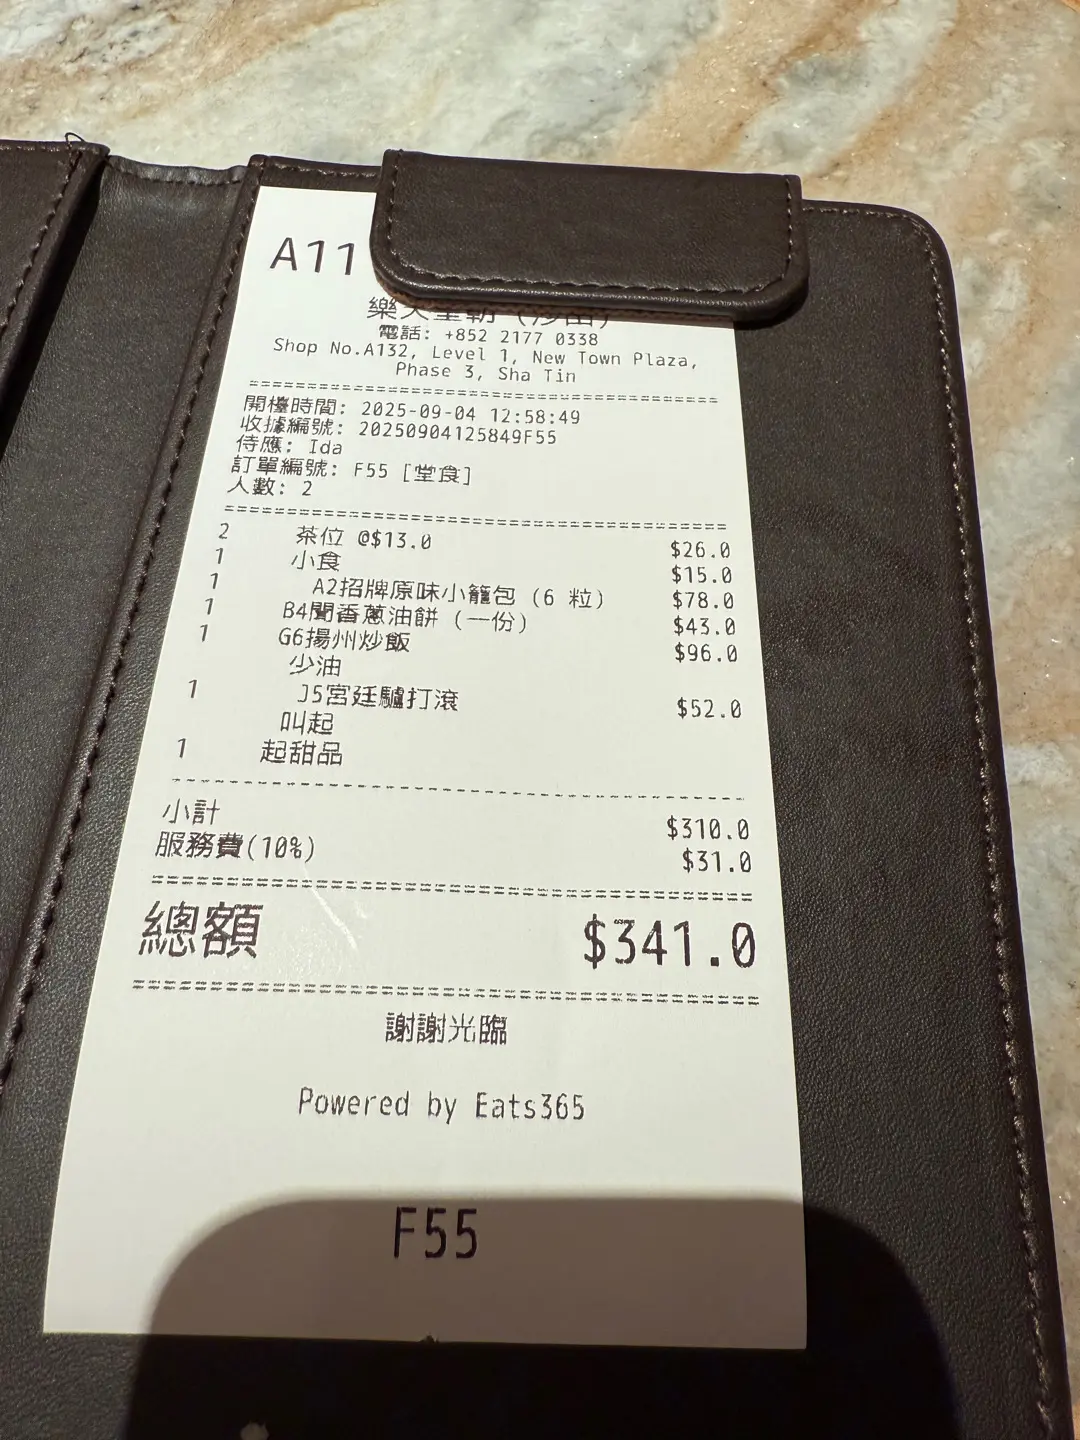 A11
電話: +852 2177 0338
Shop No.A132, Level 1, New Town Plaza,
Phase 3, Sha Tin
開檯時間: 2025-09-04 12:58:49
收據編號: 20250904125849F55
侍應: Ida
訂單編號: F55 [堂食]
人數: 2
2 茶位 @$13.0 $26.0
1 小食 $15.0
1 A2招牌原味小籠包 (6 粒) $78.0
1 B4聞香蔥油餅 (一份) $43.0
1 G6揚州炒飯 $96.0
少油
1 J5宮廷驢打滾 $52.0
叫起
1 起甜品
小計 $310.0
服務費(10%) $31.0
總額 $341.0
謝謝光臨
Powered by Eats365
F55